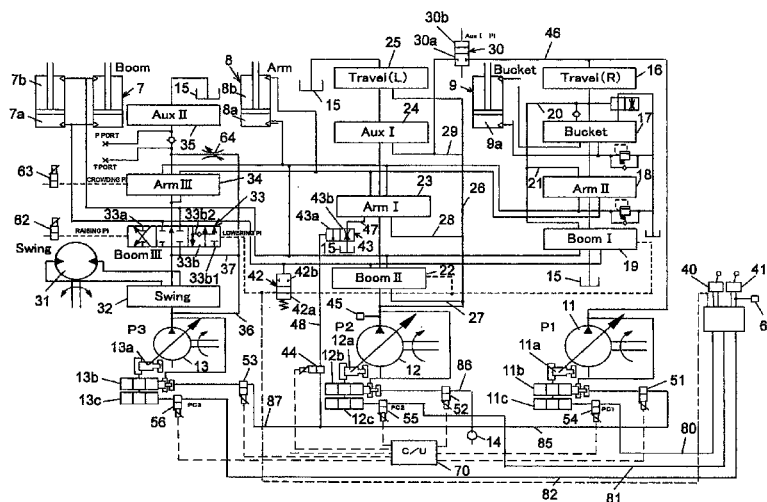 30b
30a
Aux I PI
30
46
7b
Boom
7
7a
8
8b
Arm
8a
15
25
Travel(L)
15
24
9
Bucket
9a
Travel(R)
16
20
Aux II
35
64
Aux I
29
Bucket
17
P PORT
T PORT
63
CROWDING PI
Arm III
34
23
26
21
Arm II
18
62
33a
33b2
33
43b
43a
Arm I
47
43
15
28
RAISING PI
LOWERING PI
Boom III
33b
33b1
37
42
42b
42a
Boom II
22
Boom I
19
15
Swing
31
32
Swing
36
48
45
27
40
41
6
P3
13a
13
13b
13c
53
44
P2
12a
12b
12
12c
86
P1
11
11a
11b
11c
51
56
PC3
87
55
PC2
52
14
85
54
PC1
80
C/U
70
82
81